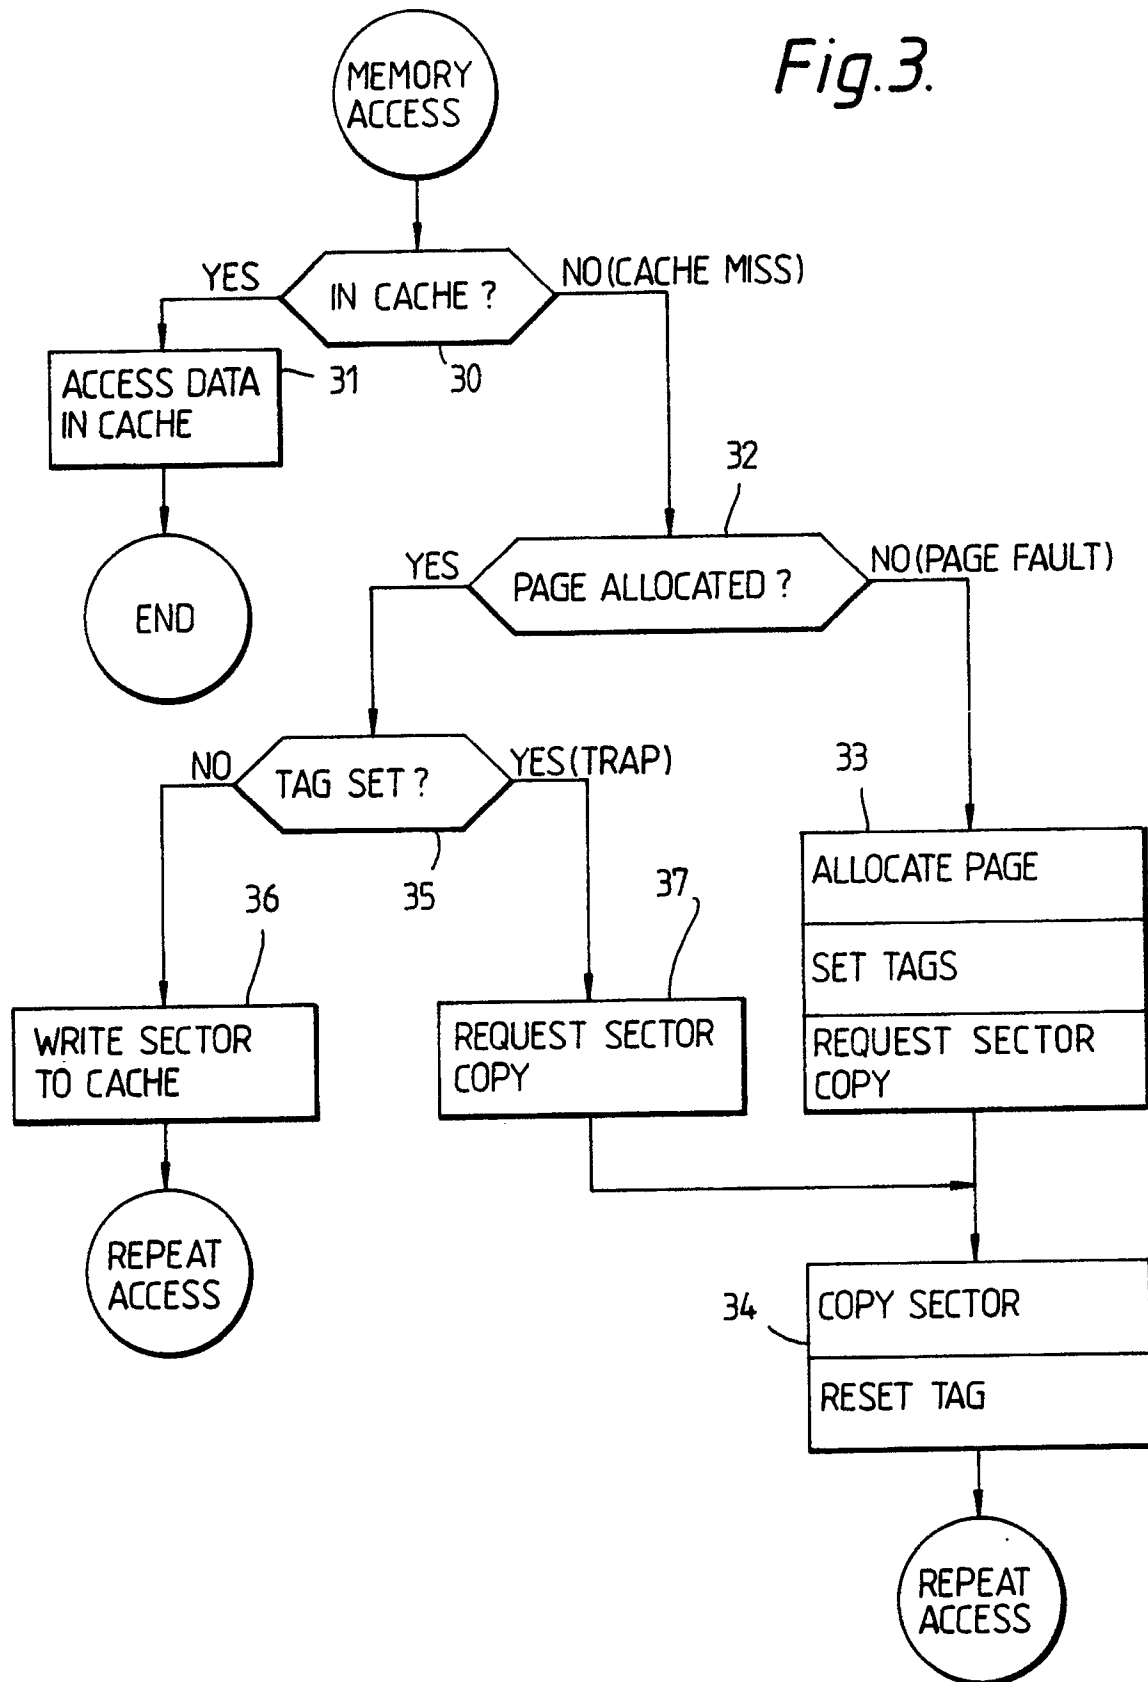 Fig.3.
MEMORY
ACCESS
YES
NO(CACHE MISS)
IN CACHE ?
30
31
ACCESS DATA
IN CACHE
END
32
YES
NO(PAGE FAULT)
PAGE ALLOCATED ?
NO
YES(TRAP)
TAG SET ?
35
33
ALLOCATE PAGE
SET TAGS
REQUEST SECTOR
COPY
36
WRITE SECTOR
TO CACHE
37
REQUEST SECTOR
COPY
REPEAT
ACCESS
34
COPY SECTOR
RESET TAG
REPEAT
ACCESS